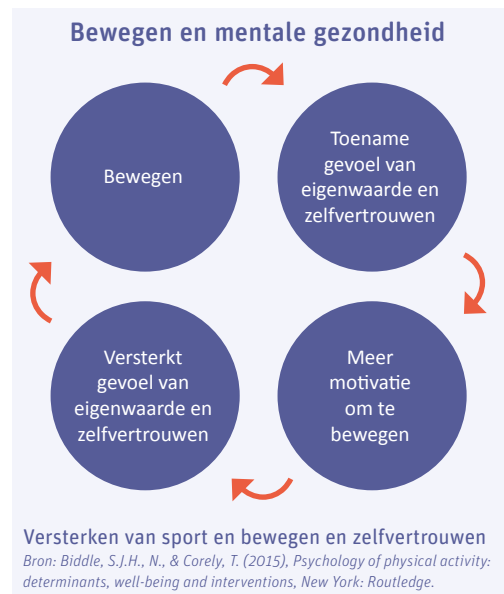 Bewegen en mentale gezondheid
Bewegen
Toename
gevoel van
eigenwaarde en
zelfvertrouwen
Meer
motivatie
om te
bewegen
Versterkt
gevoel van
eigenwaarde en
zelfvertrouwen
Versterken van sport en bewegen en zelfvertrouwen
Bron: Biddle, S.J.H., N., & Corely, T. (2015), Psychology of physical activity:
determinants, well-being and interventions, New York: Routledge.